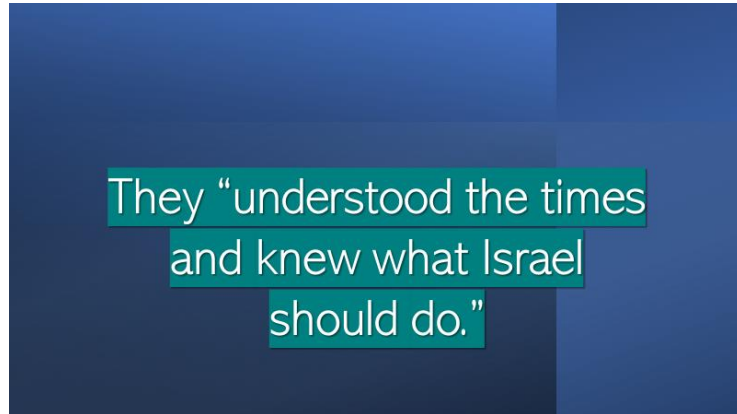 They “understood the times
and knew what Israel
should do.”